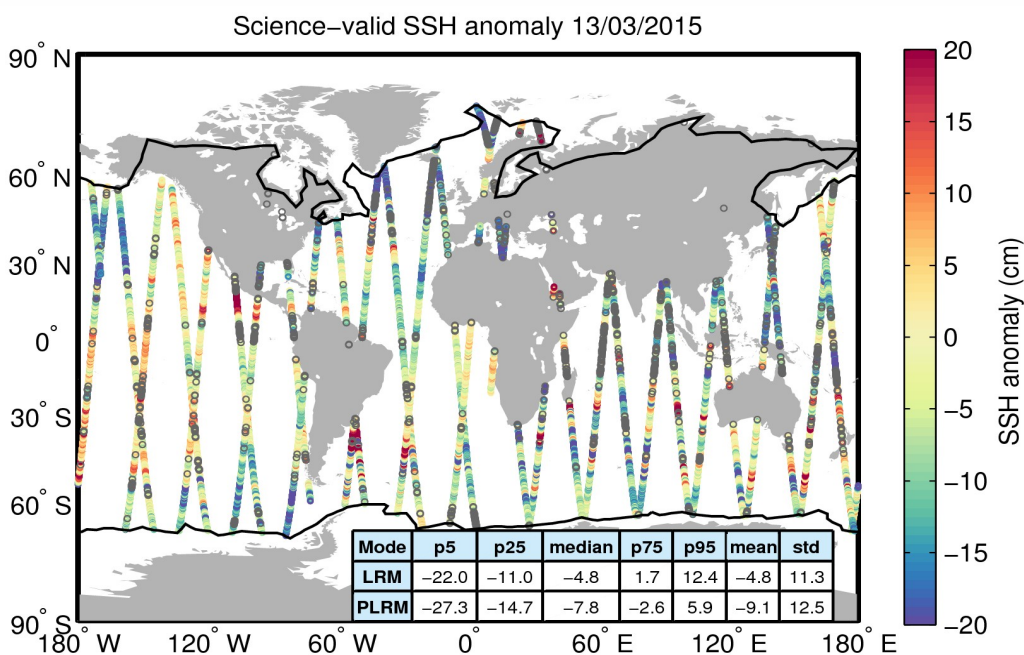 Science−valid SSH anomaly 13/03/2015
90° N
60° N
30° N
0°
30° S
60° S
90° S
180° W 120° W 60° W 0° 60° E 120° E 180° E
Mode p5 p25 median p75 p95 mean std
LRM −22.0 −11.0 −4.8 1.7 12.4 −4.8 11.3
PLRM −27.3 −14.7 −7.8 −2.6 5.9 −9.1 12.5
20
15
10
5
0
−5
−10
−15
−20
SSH anomaly (cm)